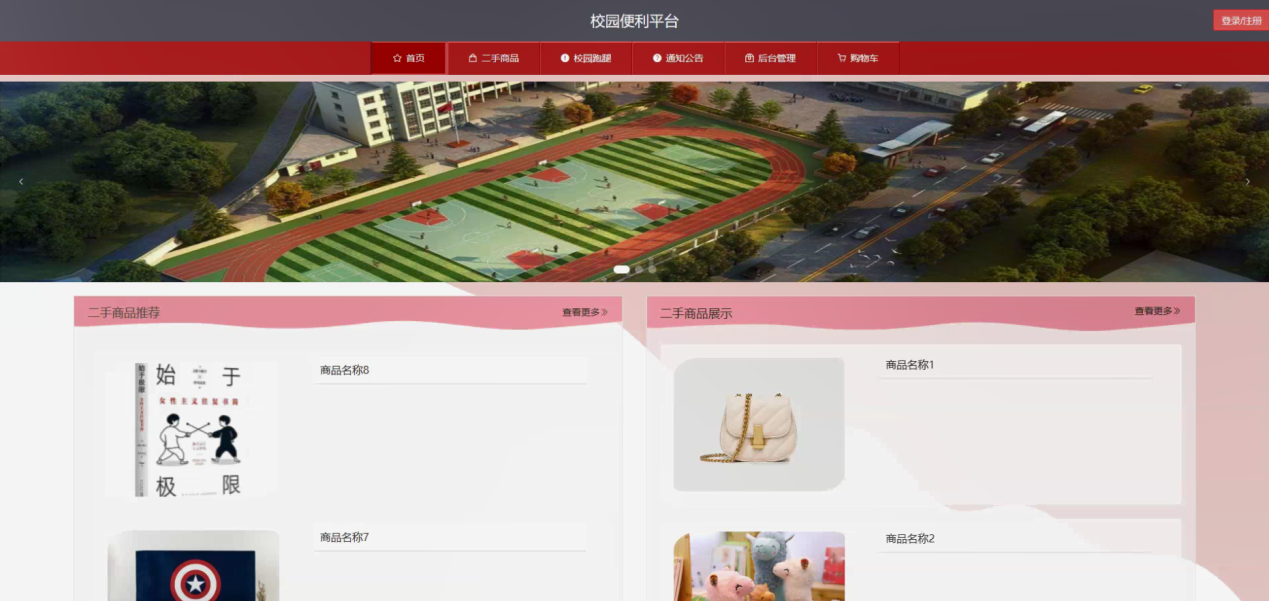 校园便利平台
登录/注册
首页
二手商品
校园跑腿
通知公告
后台管理
购物车
二手商品推荐
查看更多
二手商品展示
查看更多
始于
女性主义往复书简
极限
商品名称8
商品名称1
商品名称7
商品名称2